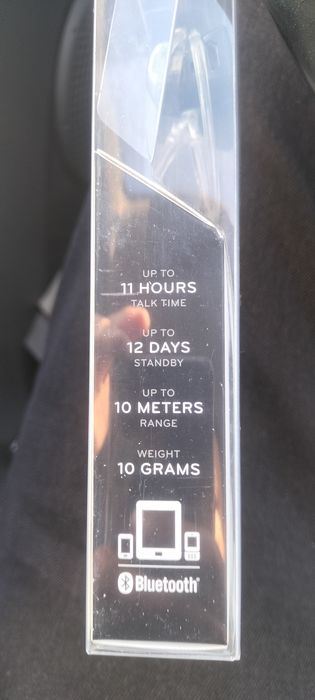 UP TO
11 HOURS
TALK TIME
UP TO
12 DAYS
STANDBY
UP TO
10 METERS
RANGE
WEIGHT
10 GRAMS
Bluetooth®